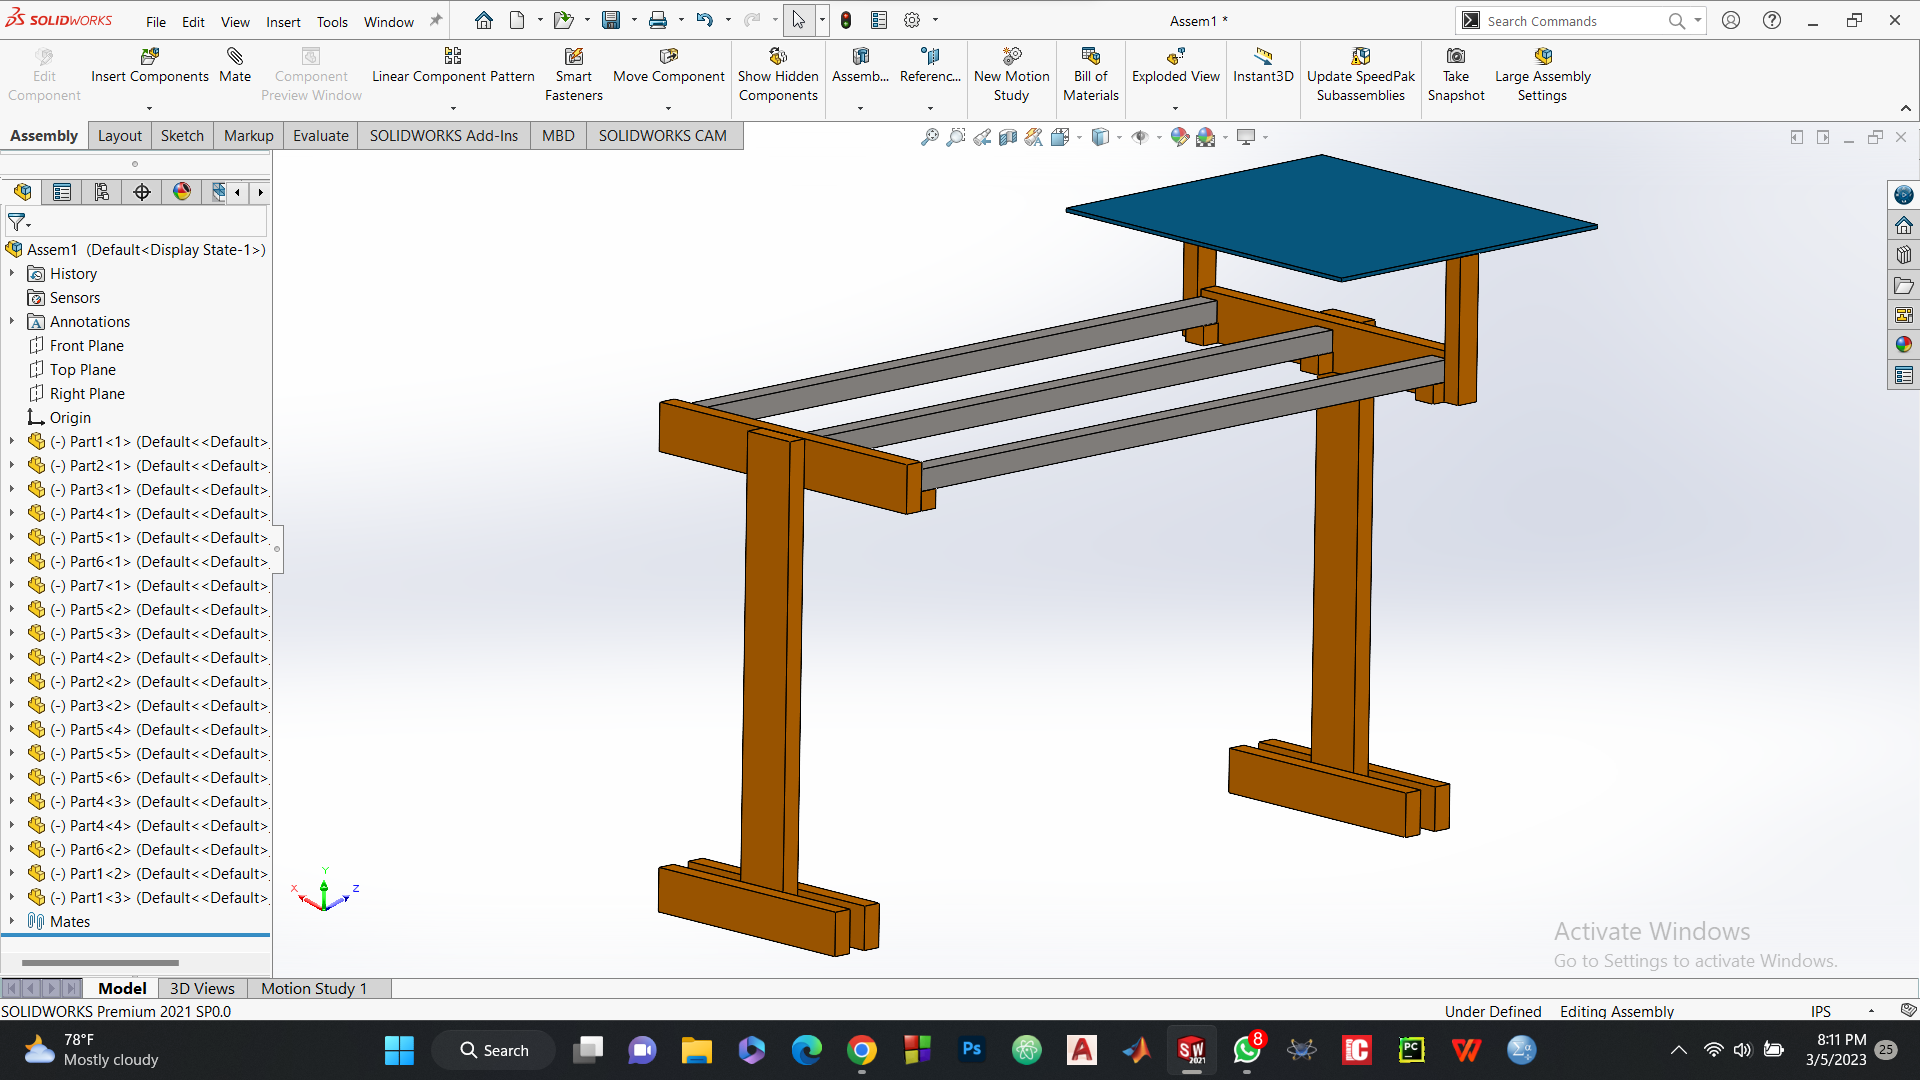 SOLIDWORKS File Edit View Insert Tools Window Assem1 * Search Commands
Edit Component
Insert Components
Mate
Component Preview Window
Linear Component Pattern
Smart Fasteners
Move Component
Show Hidden Components
Assemb...
Referenc...
New Motion Study
Bill of Materials
Exploded View
Instant3D
Update SpeedPak Subassemblies
Take Snapshot
Large Assembly Settings
Assembly Layout Sketch Markup Evaluate SOLIDWORKS Add-Ins MBD SOLIDWORKS CAM
Assem1 (Default<Display State-1>)
History
Sensors
Annotations
Front Plane
Top Plane
Right Plane
Origin
(-) Part1<1> (Default<<Default>
(-) Part2<1> (Default<<Default>
(-) Part3<1> (Default<<Default>
(-) Part4<1> (Default<<Default>
(-) Part5<1> (Default<<Default>
(-) Part6<1> (Default<<Default>
(-) Part7<1> (Default<<Default>
(-) Part5<2> (Default<<Default>
(-) Part5<3> (Default<<Default>
(-) Part4<2> (Default<<Default>
(-) Part2<2> (Default<<Default>
(-) Part3<2> (Default<<Default>
(-) Part5<4> (Default<<Default>
(-) Part5<5> (Default<<Default>
(-) Part5<6> (Default<<Default>
(-) Part4<3> (Default<<Default>
(-) Part4<4> (Default<<Default>
(-) Part6<2> (Default<<Default>
(-) Part1<2> (Default<<Default>
(-) Part1<3> (Default<<Default>
Mates
Y
X Z
Activate Windows
Go to Settings to activate Windows.
Model 3D Views Motion Study 1
SOLIDWORKS Premium 2021 SP0.0 Under Defined Editing Assembly IPS
78°F
Mostly cloudy
Search
Ps
SW
2021
8
PC
8:11 PM
3/5/2023
25